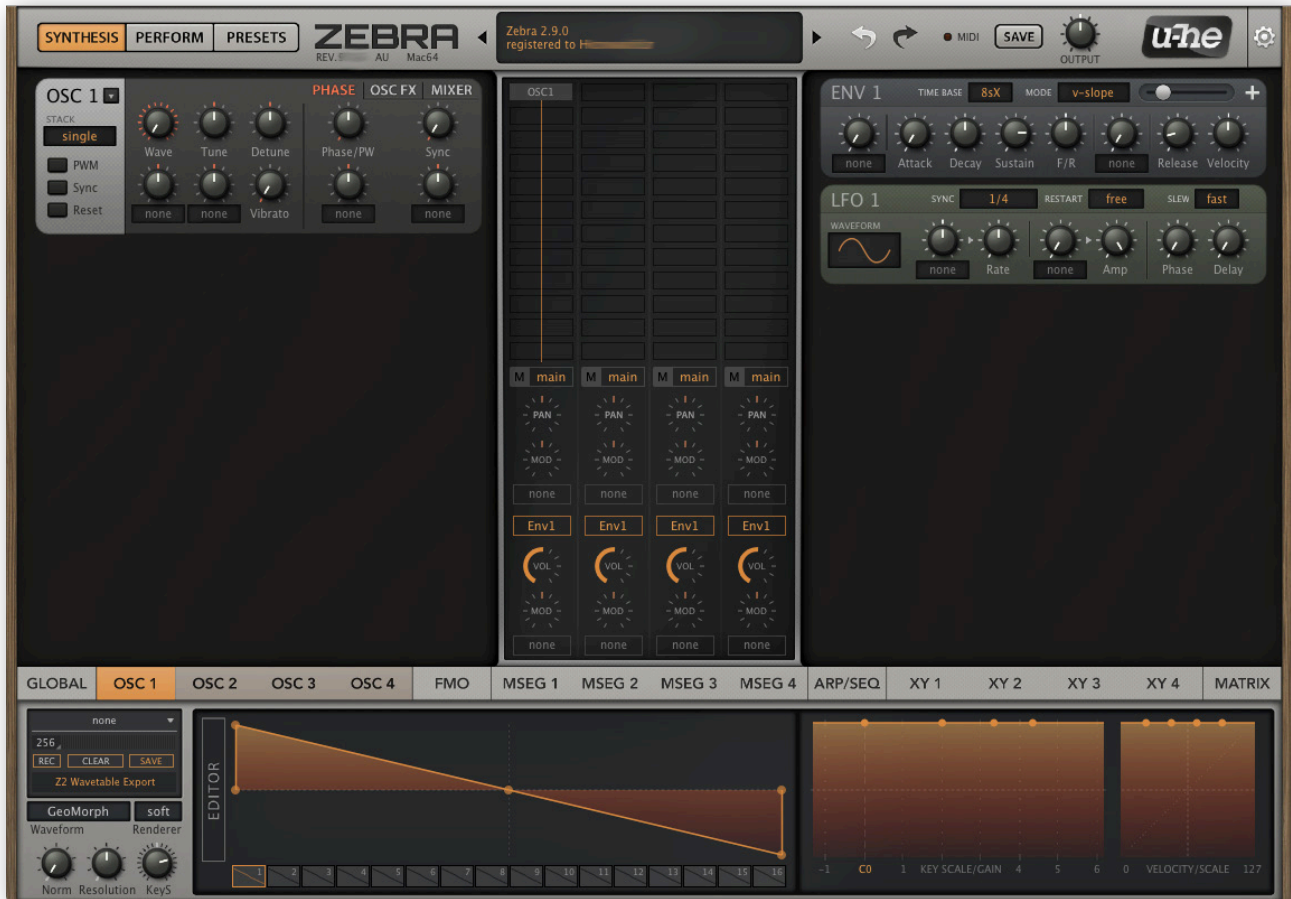 SYNTHESIS PERFORM PRESETS
ZEBRA
REV. AU Mac64
Zebra 2.9.0
registered to
MIDI
SAVE
OUTPUT
u-he
OSC 1
PHASE OSC FX MIXER
STACK
single
PWM
Sync
Reset
Wave Tune Detune Phase/PW Sync
none none Vibrato none none
OSC1
M main M main M main M main
PAN PAN PAN PAN
MOD MOD MOD MOD
none none none none
Env1 Env1 Env1 Env1
VOL VOL VOL VOL
MOD MOD MOD MOD
none none none none
ENV 1 TIME BASE 8sX MODE v-slope
none Attack Decay Sustain F/R none Release Velocity
LFO 1 SYNC 1/4 RESTART free SLEW fast
WAVEFORM
none Rate none Amp Phase Delay
GLOBAL OSC 1 OSC 2 OSC 3 OSC 4 FMO MSEG 1 MSEG 2 MSEG 3 MSEG 4 ARP/SEQ XY 1 XY 2 XY 3 XY 4 MATRIX
none
256
REC CLEAR SAVE
Z2 Wavetable Export
GeoMorph soft
Waveform Renderer
Norm Resolution KeyS
EDITOR
1 2 3 4 5 6 7 8 9 10 11 12 13 14 15 16
-1 C0 1 KEY SCALE/GAIN 4 5 6
0 VELOCITY/SCALE 127